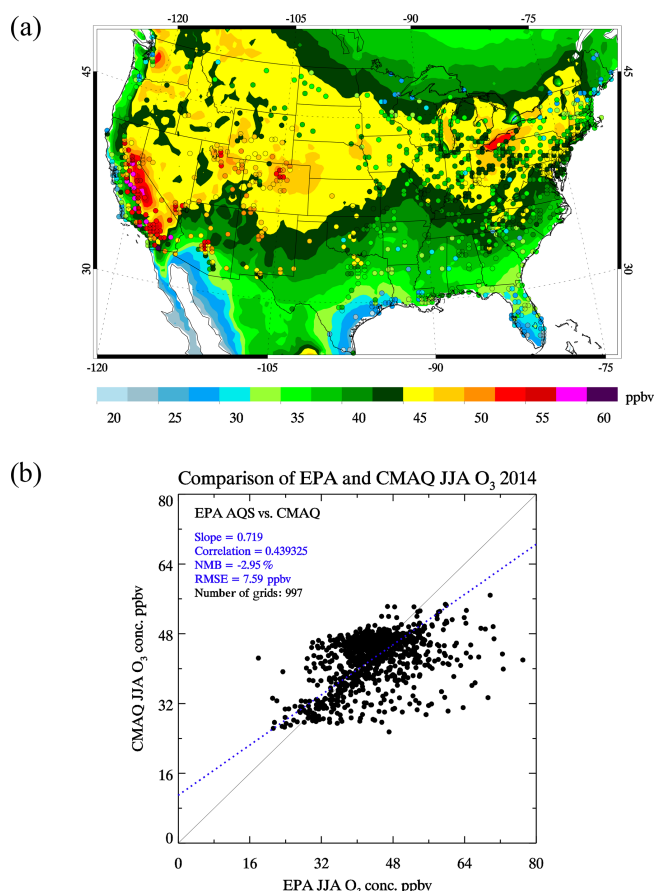 (a)
-120 -105 -90 -75
45 45
30 30
-120 -105 -90 -75
20 25 30 35 40 45 50 55 60 ppbv
(b)
Comparison of EPA and CMAQ JJA O3 2014
80
EPA AQS vs. CMAQ
Slope = 0.719
Correlation = 0.439325
NMB = -2.95%
RMSE = 7.59 ppbv
Number of grids: 997
64
48
32
16
0
CMAQ JJA O3 conc. ppbv
0 16 32 48 64 80
EPA JJA O3 conc. ppbv